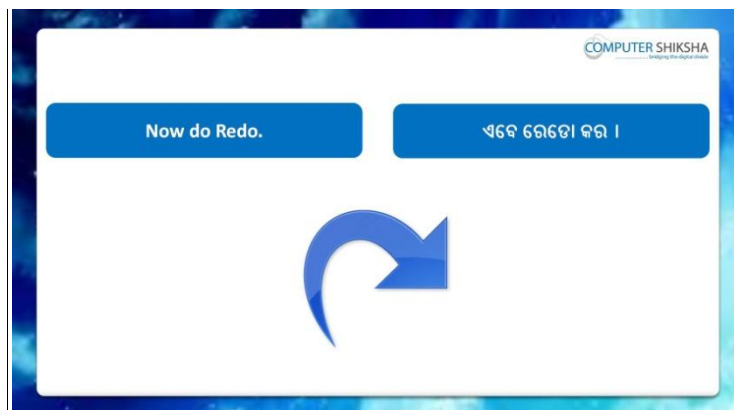 COMPUTER SHIKSHA
bridging the digital divide
Now do Redo.
ଏବେ ରେଡୋ କର ।